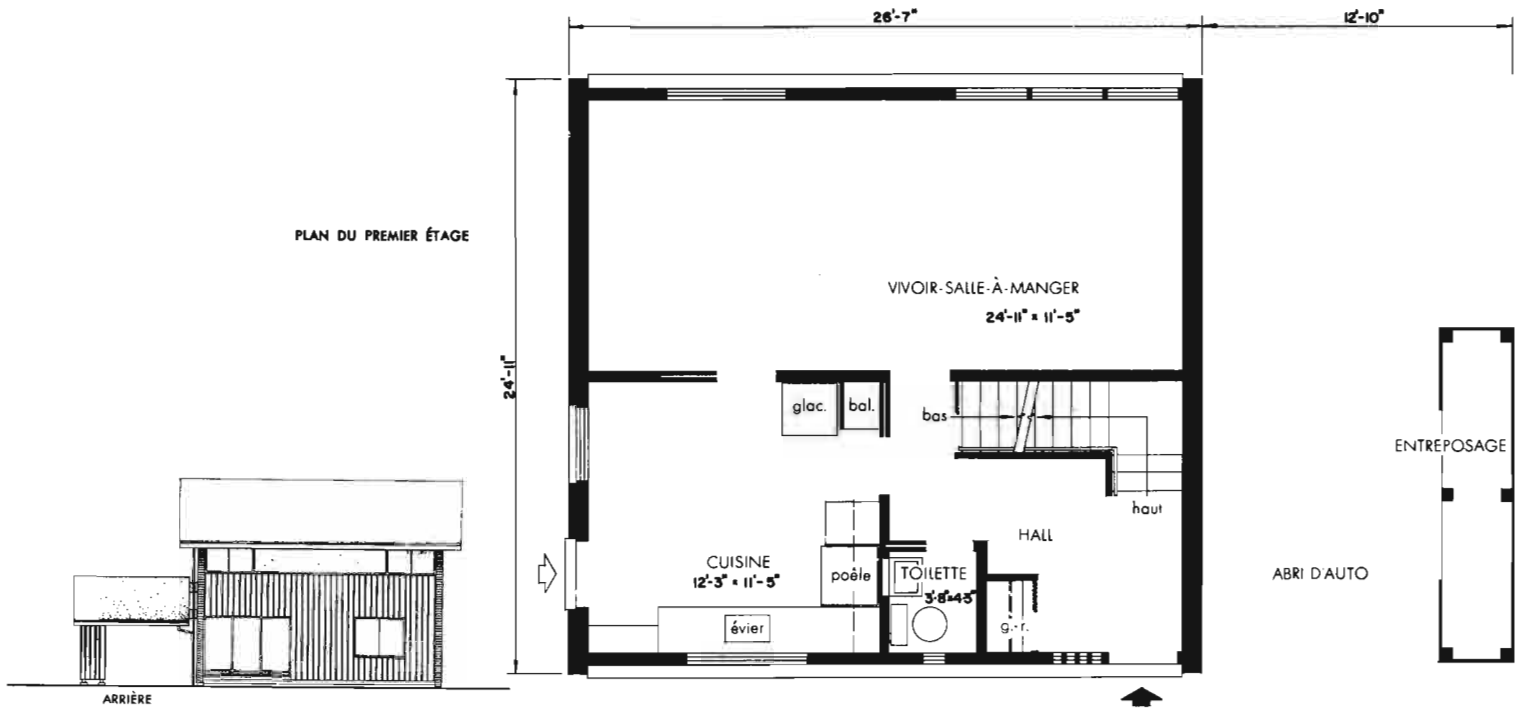 26'-7"
12'-10"
PLAN DU PREMIER ÉTAGE
VIVOIR-SALLE-À-MANGER
24'-11" x 11'-5"
24'-11"
glac.
bal.
bas
ENTREPOSAGE
haut
HALL
CUISINE
12'-3" x 11'-5"
poêle
TOILETTE
3'-8"x4'-5"
ABRI D'AUTO
évier
g.-r.
ARRIÈRE